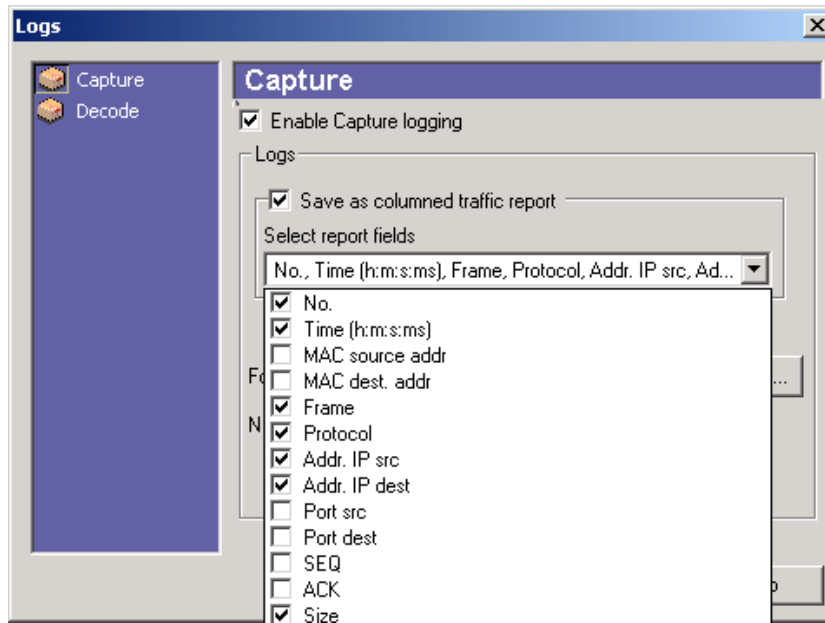 Logs
Capture
Decode
Capture
Enable Capture logging
Logs
Save as columned traffic report
Select report fields
No., Time (h:m:s:ms), Frame, Protocol, Addr. IP src, Ad...
No.
Time (h:m:s:ms)
MAC source addr
MAC dest. addr
Frame
Protocol
Addr. IP src
Addr. IP dest
Port src
Port dest
SEQ
ACK
Size
...